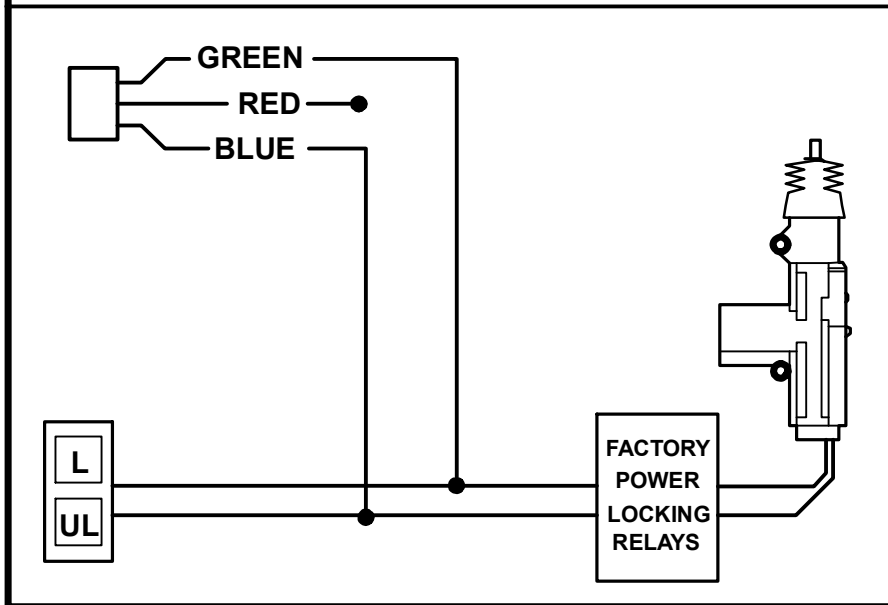 GREEN
RED
BLUE
L
UL
FACTORY
POWER
LOCKING
RELAYS